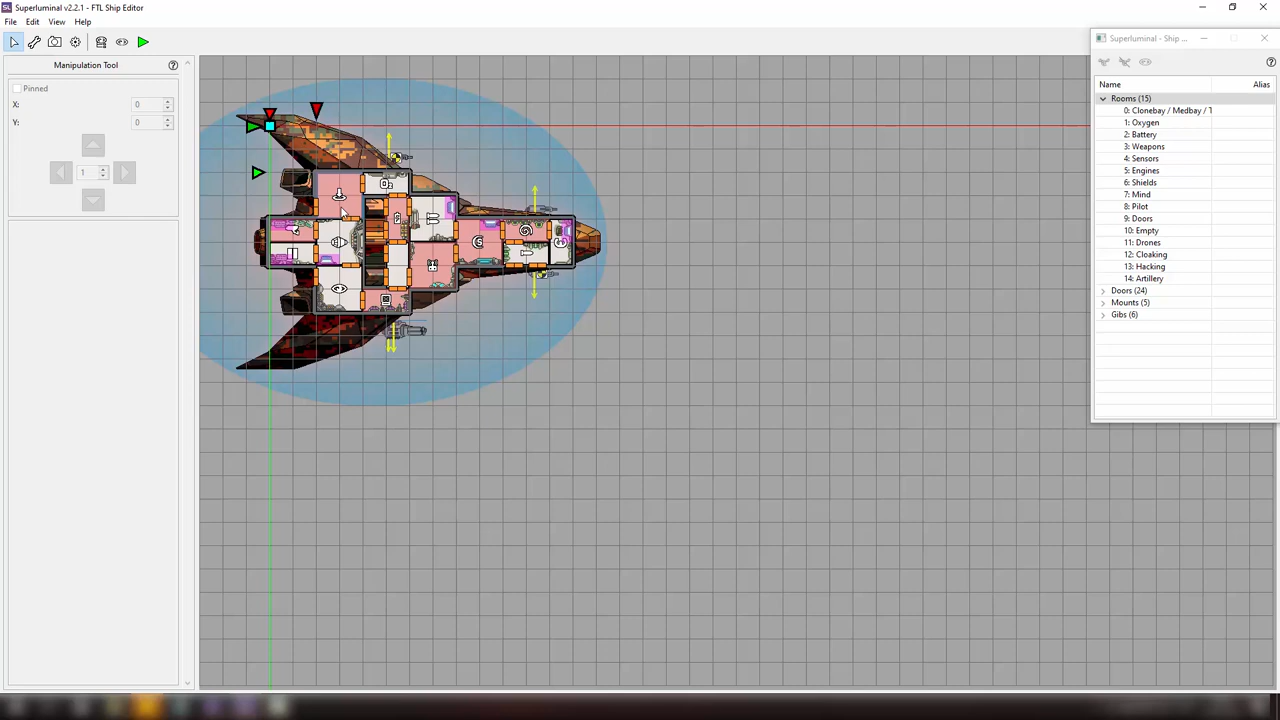 Superluminal v2.2.1 - FTL Ship Editor
File Edit View Help
Manipulation Tool
Pinned
X: 0
Y: 0
1
Superluminal - Ship ...
Name Alias
Rooms (15)
0: Clonebay / Medbay / T
1: Oxygen
2: Battery
3: Weapons
4: Sensors
5: Engines
6: Shields
7: Mind
8: Pilot
9: Doors
10: Empty
11: Drones
12: Cloaking
13: Hacking
14: Artillery
Doors (24)
Mounts (5)
Gibs (6)
O2